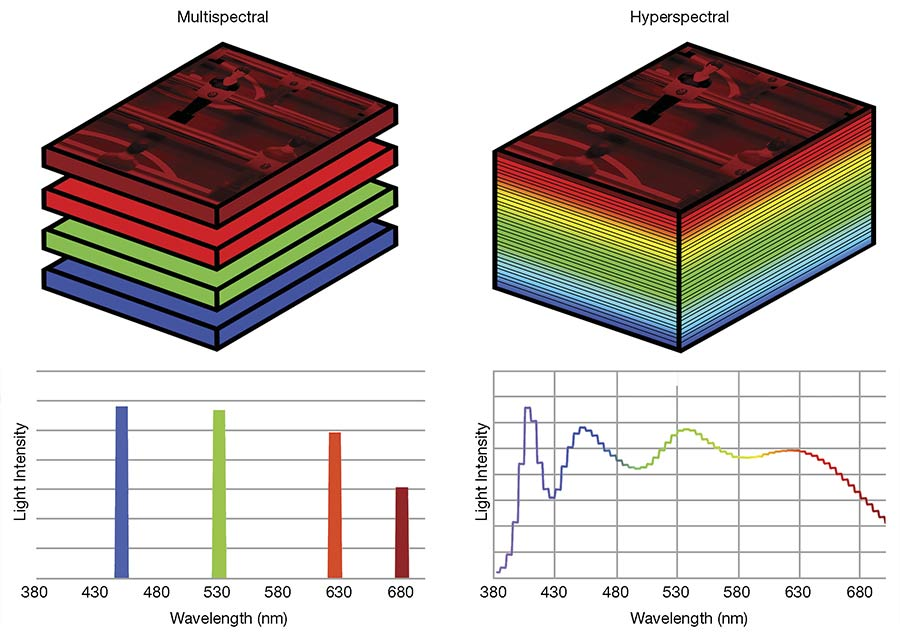 Multispectral
Hyperspectral
Light Intensity
380 430 480 530 580 630 680
Wavelength (nm)
Light Intensity
380 430 480 530 580 630 680
Wavelength (nm)